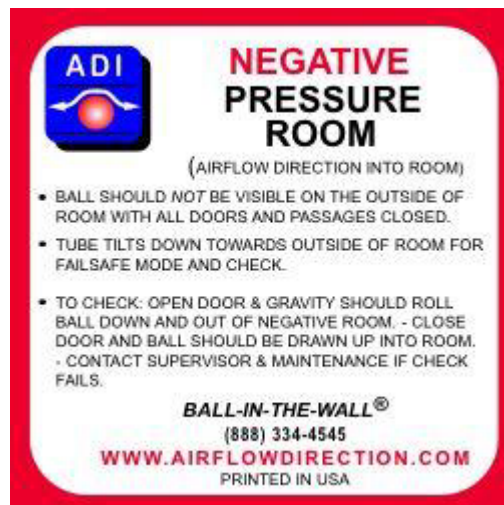 ADI
NEGATIVE
PRESSURE
ROOM
(AIRFLOW DIRECTION INTO ROOM)
• BALL SHOULD NOT BE VISIBLE ON THE OUTSIDE OF
ROOM WITH ALL DOORS AND PASSAGES CLOSED.
• TUBE TILTS DOWN TOWARDS OUTSIDE OF ROOM FOR
FAILSAFE MODE AND CHECK.
• TO CHECK: OPEN DOOR & GRAVITY SHOULD ROLL
BALL DOWN AND OUT OF NEGATIVE ROOM. - CLOSE
DOOR AND BALL SHOULD BE DRAWN UP INTO ROOM.
- CONTACT SUPERVISOR & MAINTENANCE IF CHECK
FAILS.
BALL-IN-THE-WALL®
(888) 334-4545
WWW.AIRFLOWDIRECTION.COM
PRINTED IN USA